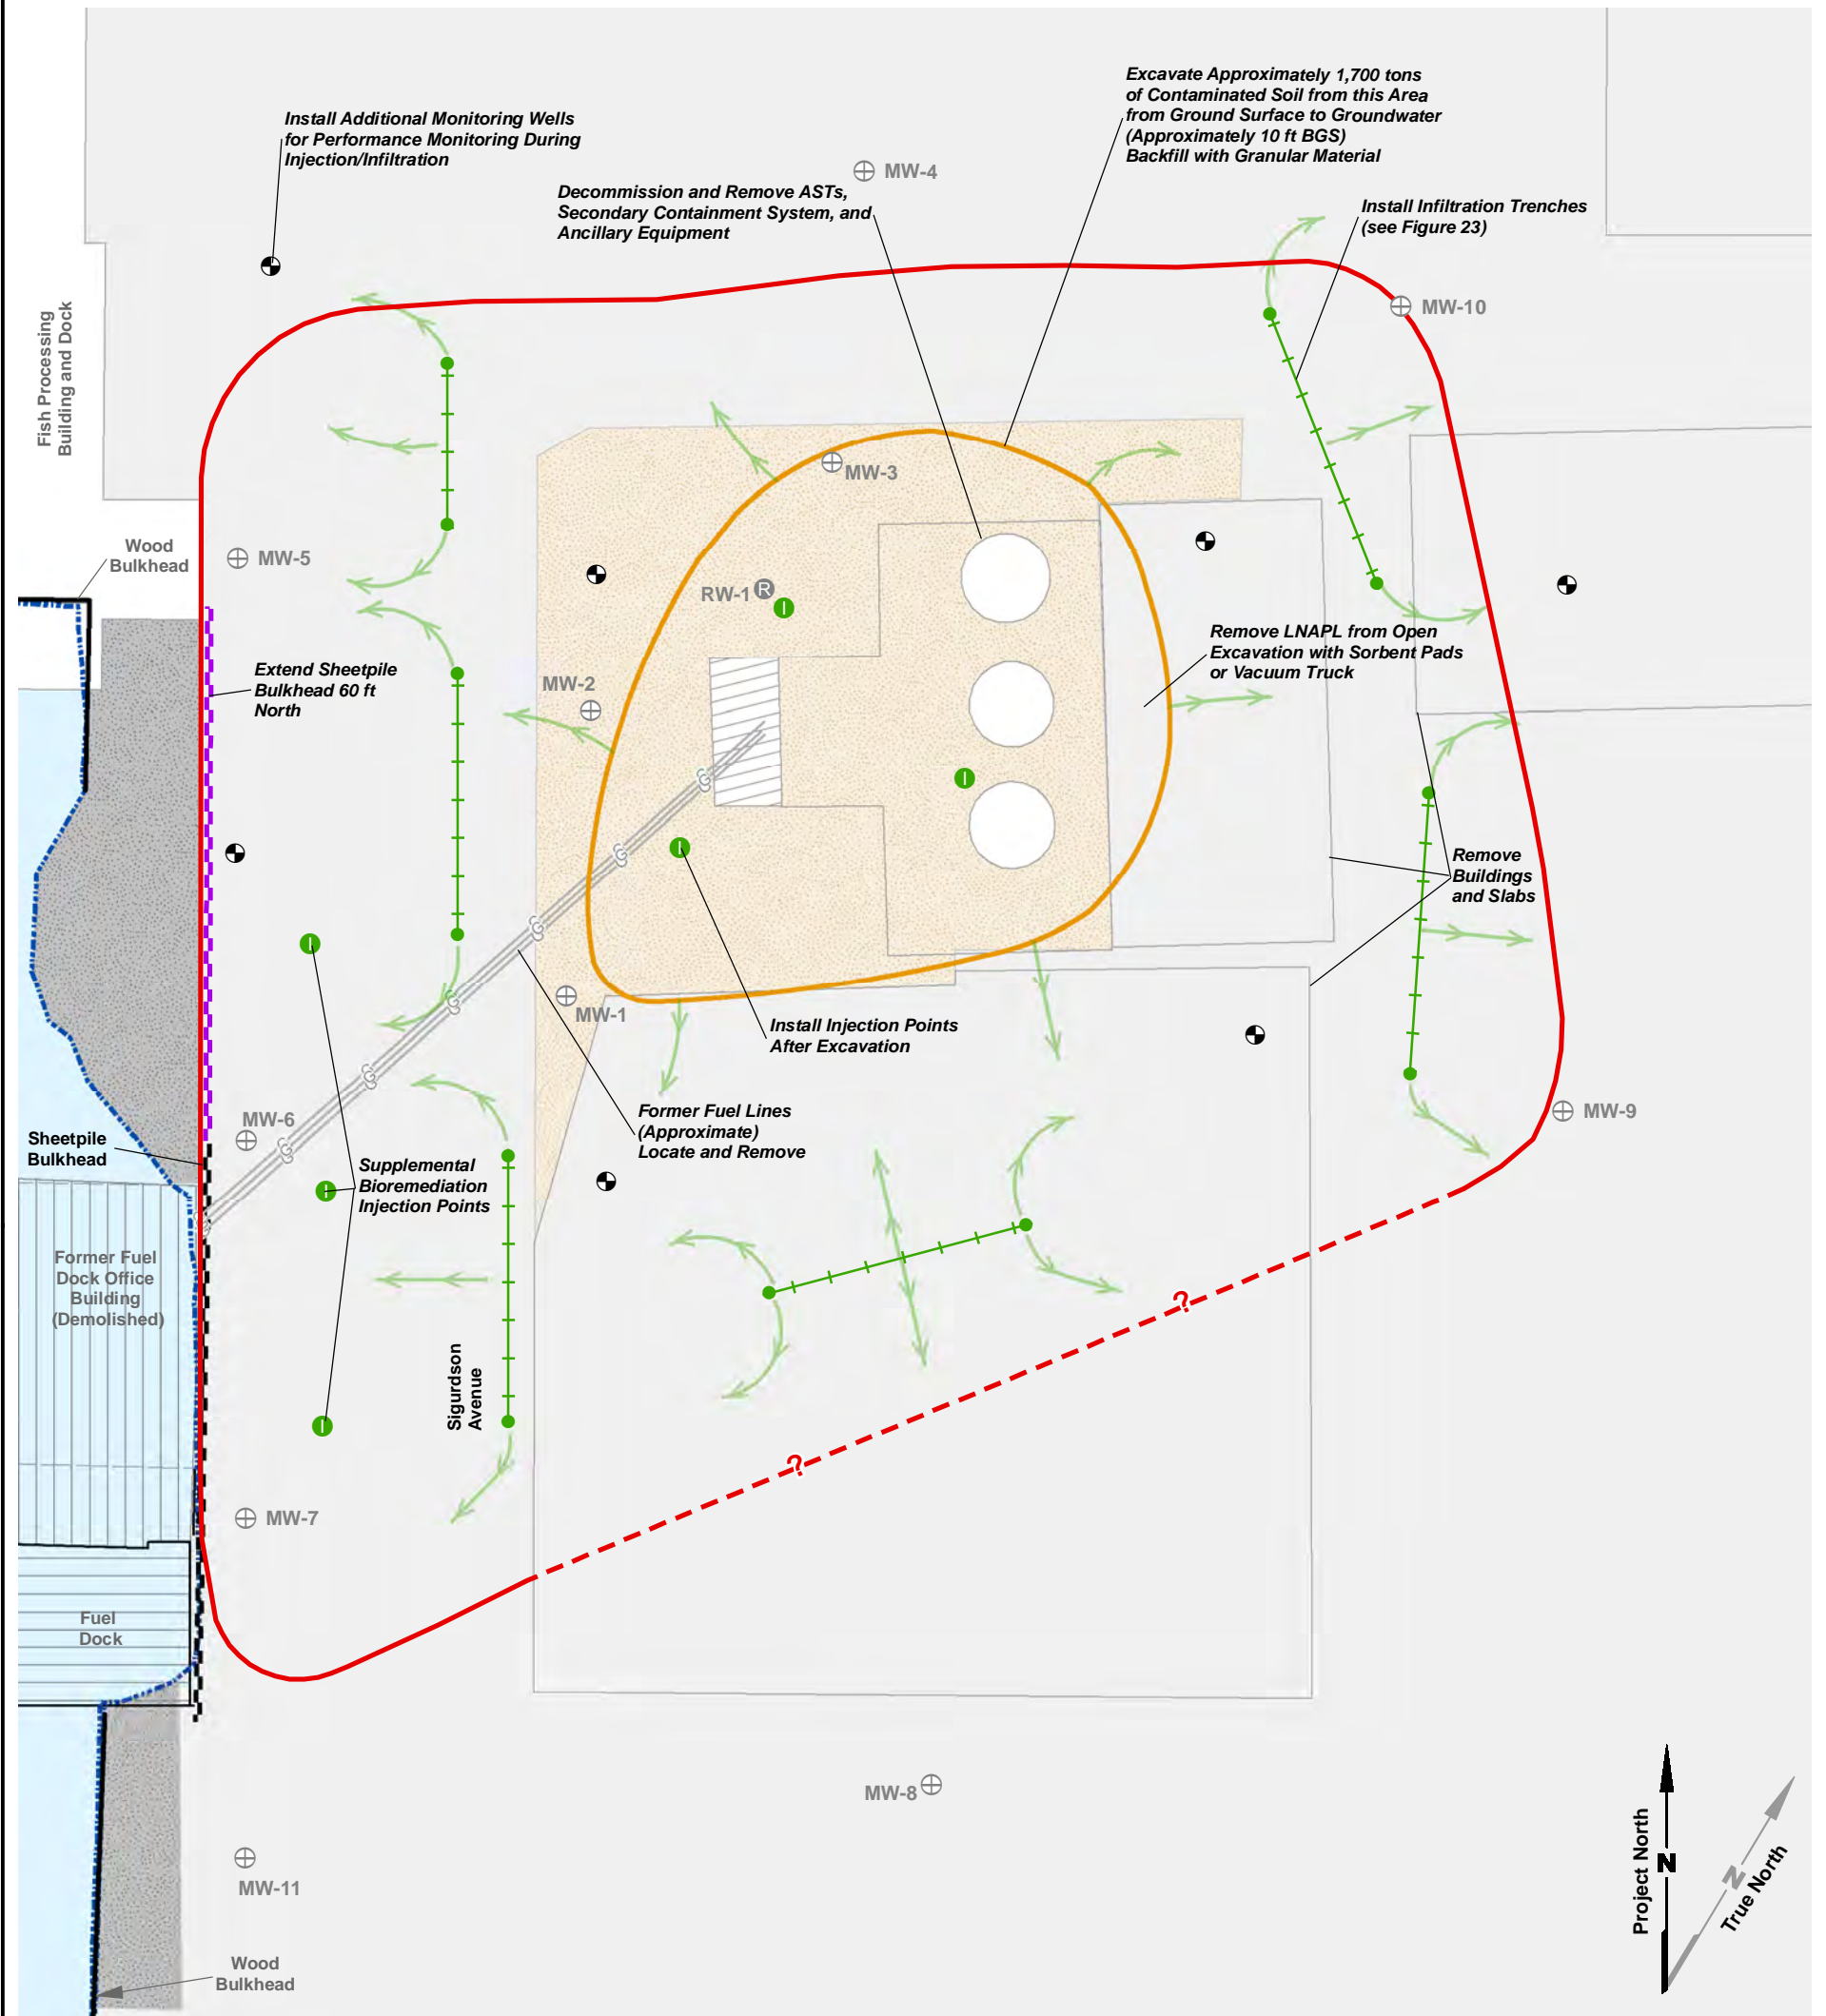 Excavate Approximately 1,700 tons
of Contaminated Soil from this Area
from Ground Surface to Groundwater
(Approximately 10 ft BGS)
Backfill with Granular Material
Install Additional Monitoring Wells
for Performance Monitoring During
Injection/Infiltration
MW-4
Decommission and Remove ASTs,
Secondary Containment System, and
Ancillary Equipment
Install Infiltration Trenches
(see Figure 23)
MW-10
Fish Processing
Building and Dock
MW-3
Wood
Bulkhead
MW-5
RW-1
R
I
Remove LNAPL from Open
Excavation with Sorbent Pads
or Vacuum Truck
Extend Sheetpile
Bulkhead 60 ft
North
MW-2
I
G
G
G
G
I
Remove
Buildings
and Slabs
G
G
I
MW-1
G
G
Install Injection Points
After Excavation
G
G
Former Fuel Lines
(Approximate)
Locate and Remove
MW-9
MW-6
Sheetpile
Bulkhead
G
G
Supplemental
Bioremediation
Injection Points
I
G
G
Former Fuel
Dock Office
Building
(Demolished)
?
Sigurdson
Avenue
I
?
MW-7
Fuel
Dock
MW-8
MW-11
Wood
Bulkhead
Project North
N
N
True North